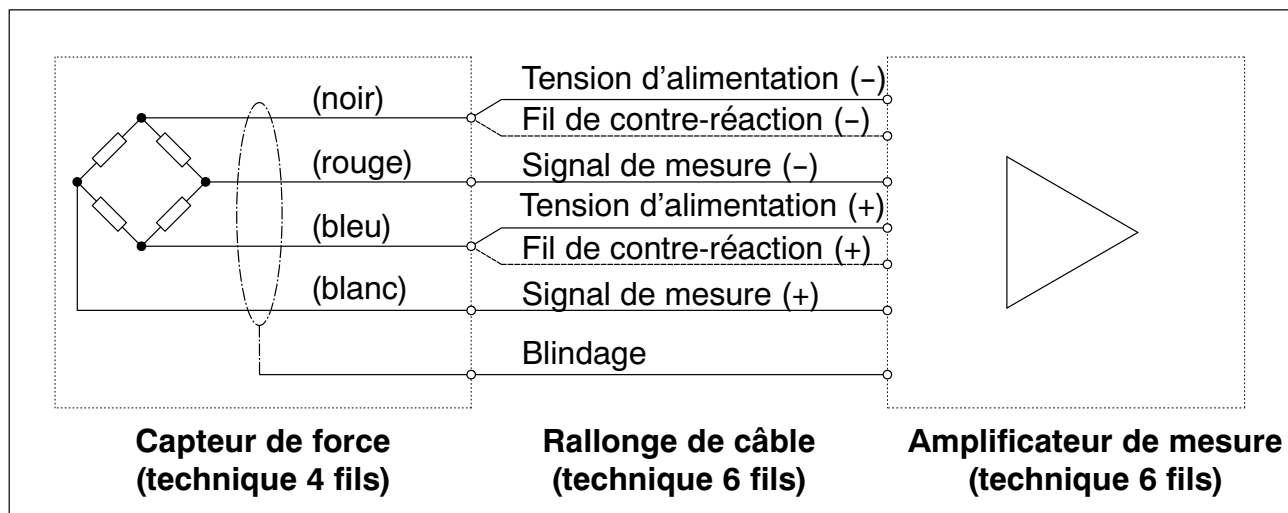 (noir)
Tension d’alimentation (–)
Fil de contre-réaction (–)
(rouge)
Signal de mesure (–)
Tension d’alimentation (+)
(bleu)
Fil de contre-réaction (+)
(blanc)
Signal de mesure (+)
Blindage
Capteur de force
(technique 4 fils)
Rallonge de câble
(technique 6 fils)
Amplificateur de mesure
(technique 6 fils)